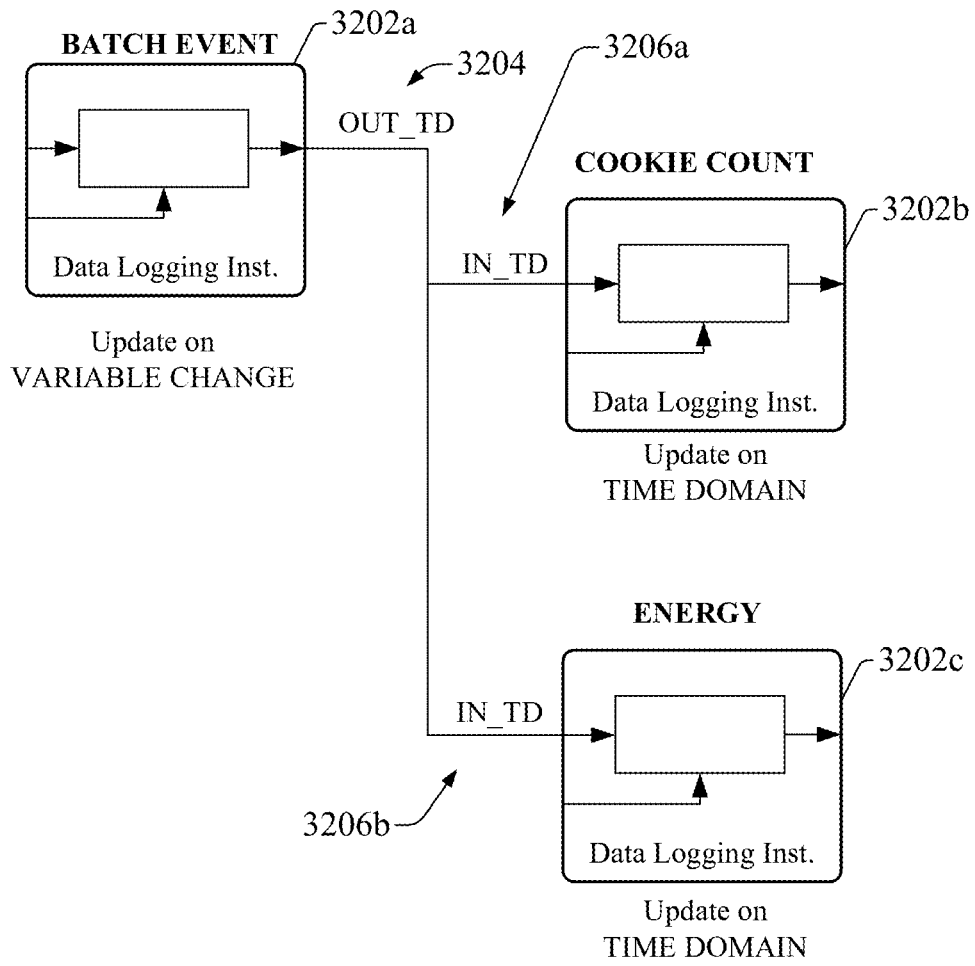 3202a
BATCH EVENT
3204
3206a
OUT_TD
COOKIE COUNT
3202b
IN_TD
Data Logging Inst.
Update on
VARIABLE CHANGE
Data Logging Inst.
Update on
TIME DOMAIN
ENERGY
3202c
IN_TD
3206b
Data Logging Inst.
Update on
TIME DOMAIN